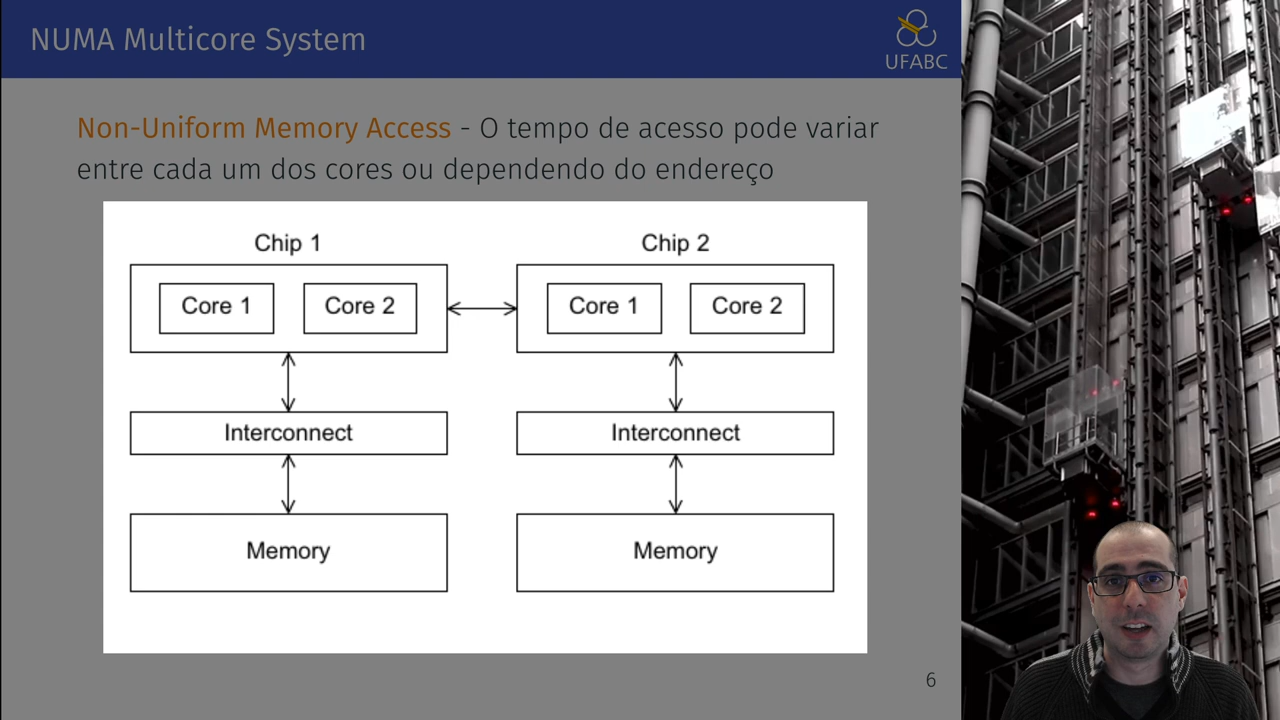 NUMA Multicore System
UFABC
Non-Uniform Memory Access - O tempo de acesso pode variar
entre cada um dos cores ou dependendo do endereço
Chip 1
Chip 2
Core 1
Core 2
Core 1
Core 2
Interconnect
Interconnect
Memory
Memory
6